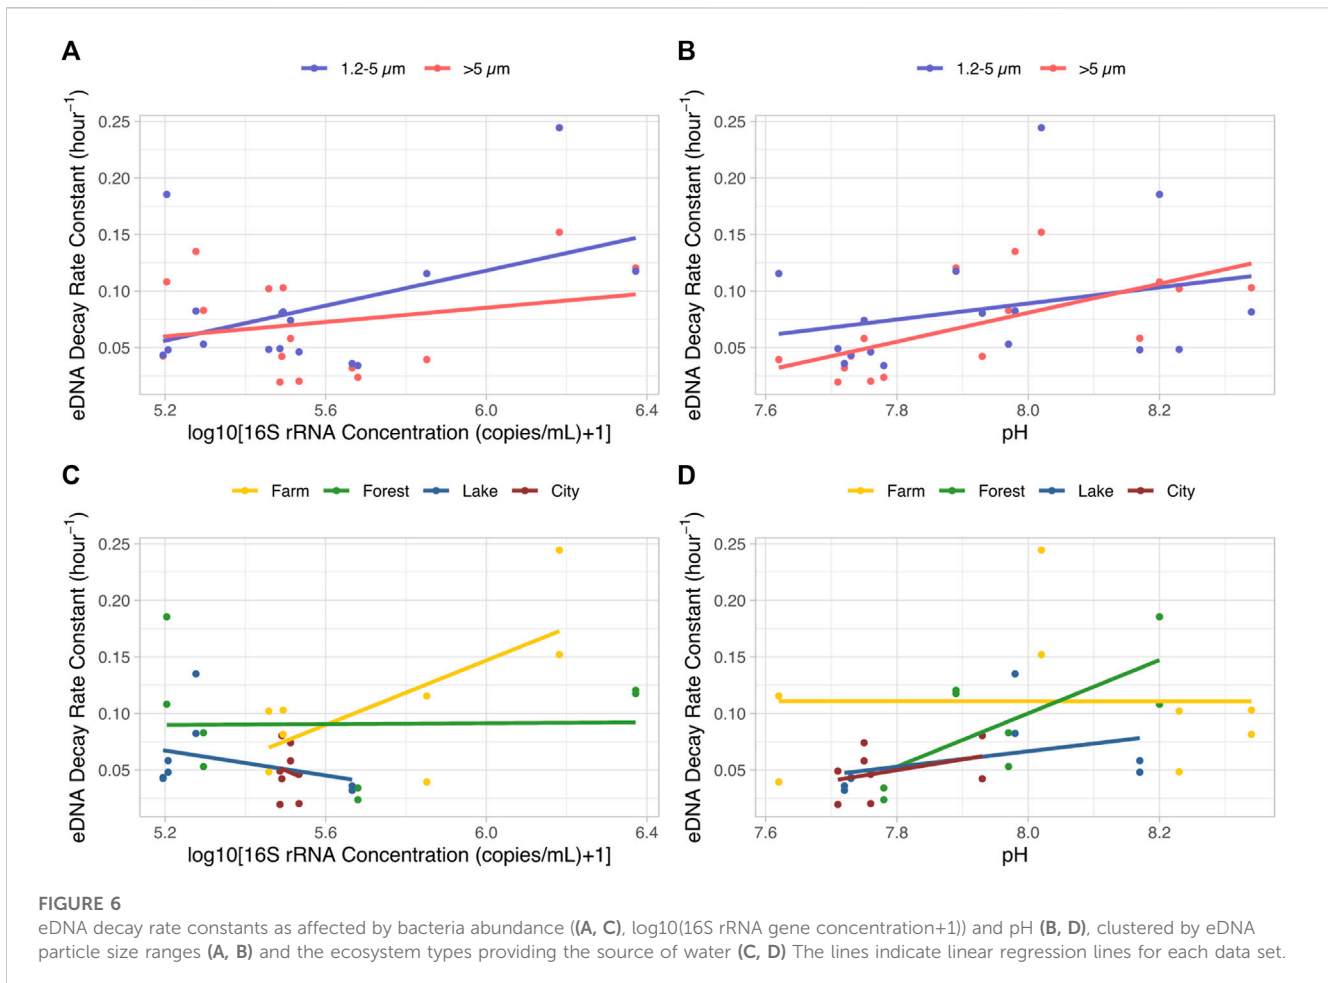 A
B
1.2-5 µm >5 µm
1.2-5 µm >5 µm
eDNA Decay Rate Constant (hour⁻¹)
0.25
0.20
0.15
0.10
0.05
5.2 5.6 6.0 6.4
log10[16S rRNA Concentration (copies/mL)+1]
eDNA Decay Rate Constant (hour⁻¹)
0.25
0.20
0.15
0.10
0.05
7.6 7.8 8.0 8.2
pH
C
D
Farm Forest Lake City
Farm Forest Lake City
eDNA Decay Rate Constant (hour⁻¹)
0.25
0.20
0.15
0.10
0.05
5.2 5.6 6.0 6.4
log10[16S rRNA Concentration (copies/mL)+1]
eDNA Decay Rate Constant (hour⁻¹)
0.25
0.20
0.15
0.10
0.05
7.6 7.8 8.0 8.2
pH
FIGURE 6
eDNA decay rate constants as affected by bacteria abundance ((A, C), log10(16S rRNA gene concentration+1)) and pH (B, D), clustered by eDNA
particle size ranges (A, B) and the ecosystem types providing the source of water (C, D) The lines indicate linear regression lines for each data set.